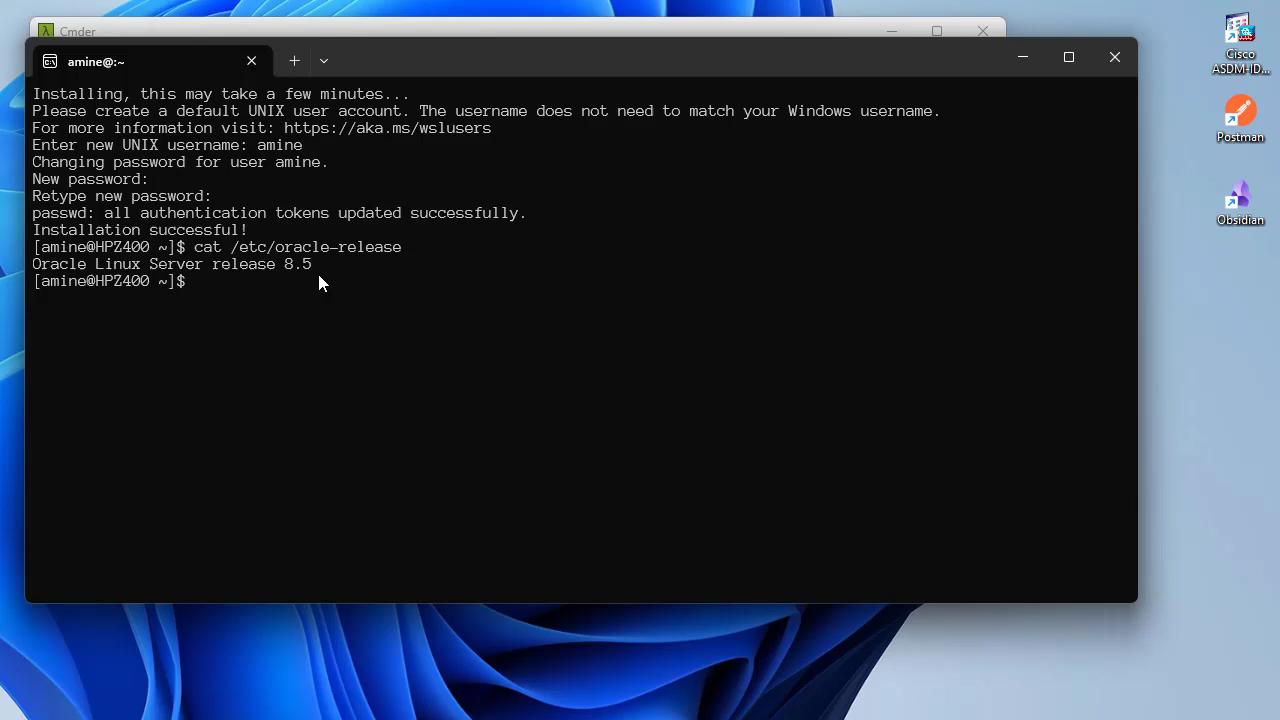 Cmder
amine@:~
Installing, this may take a few minutes...
Please create a default UNIX user account. The username does not need to match your Windows username.
For more information visit: https://aka.ms/wslusers
Enter new UNIX username: amine
Changing password for user amine.
New password:
Retype new password:
passwd: all authentication tokens updated successfully.
Installation successful!
[amine@HPZ400 ~]$ cat /etc/oracle-release
Oracle Linux Server release 8.5
[amine@HPZ400 ~]$
Cisco
ASDM-ID...
Postman
Obsidian